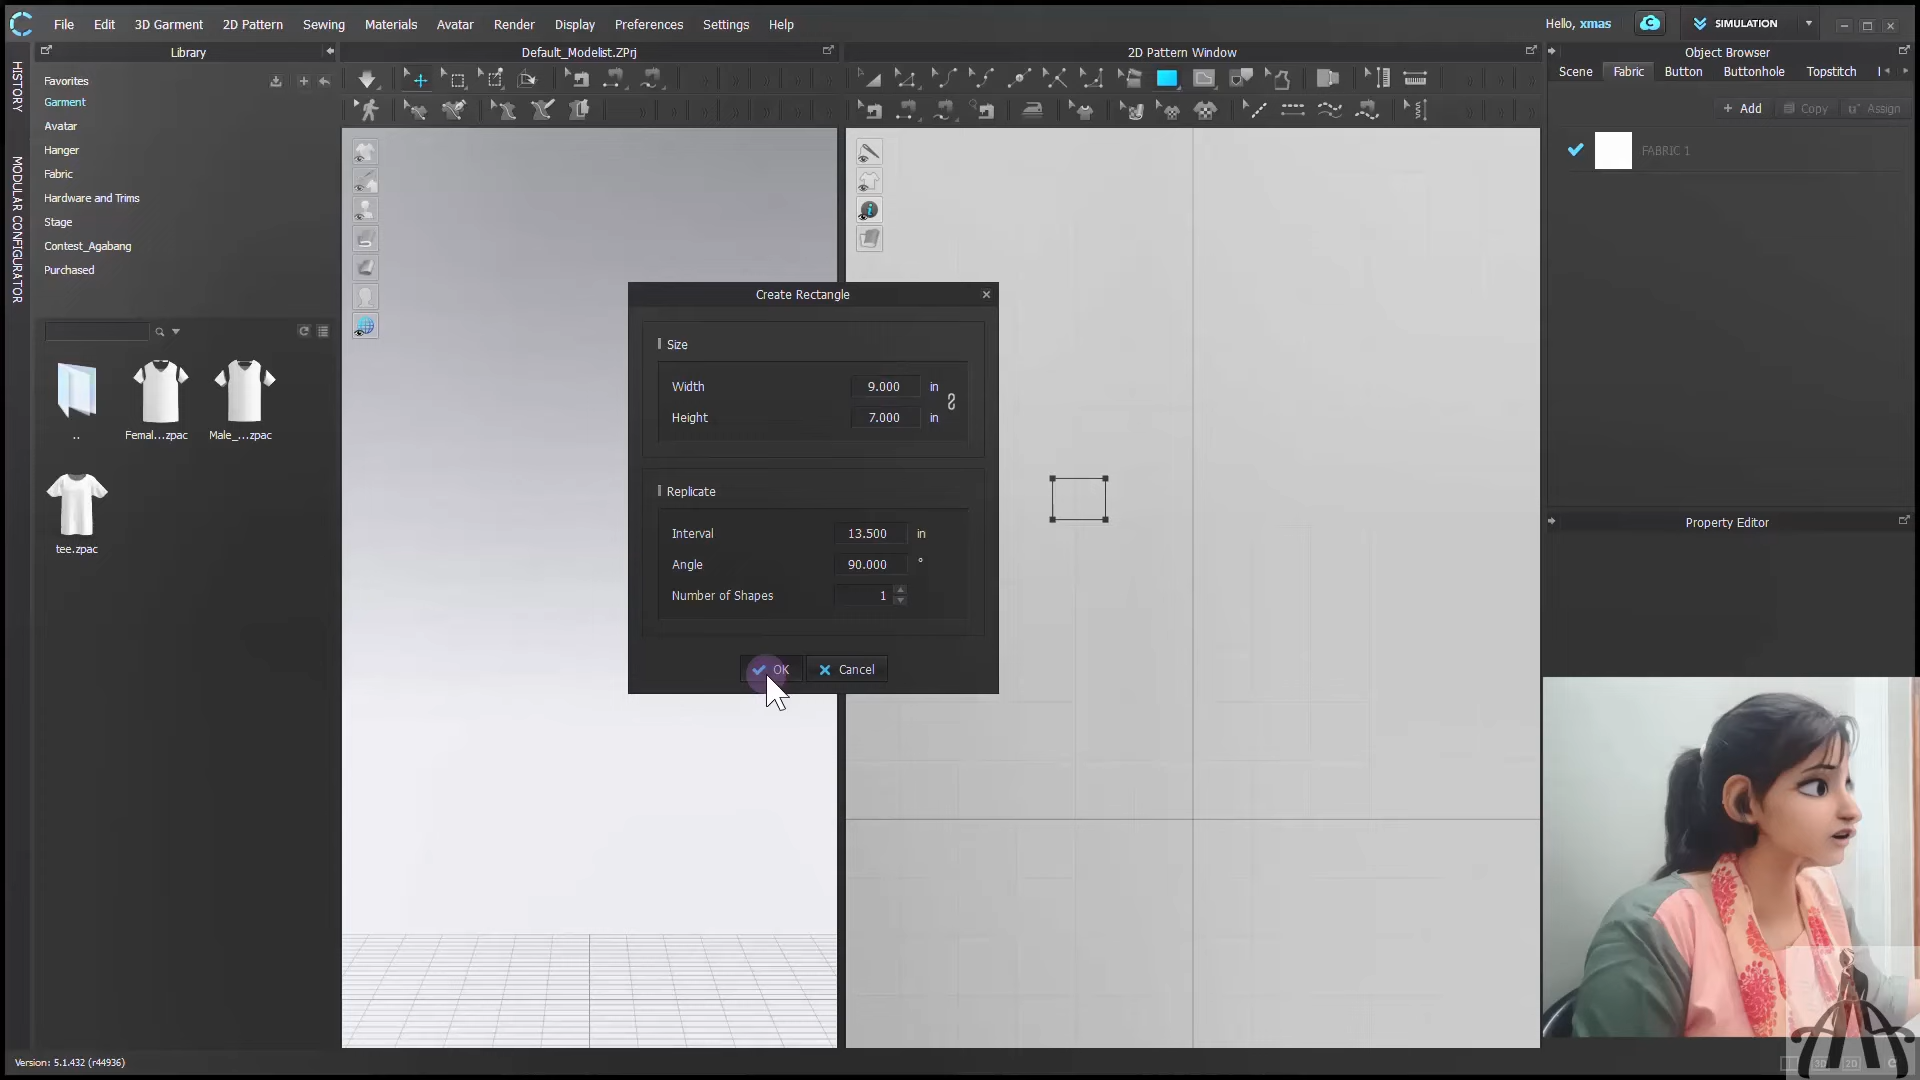 File Edit 3D Garment 2D Pattern Sewing Materials Avatar Render Display Preferences Settings Help
Hello, xmas SIMULATION
Library
Default_Modelist.ZPrj
2D Pattern Window
Object Browser
HISTORY
MODULAR CONFIGURATOR
Favorites
Garment
Avatar
Hanger
Fabric
Hardware and Trims
Stage
Contest_Agabang
Purchased
..
Femal...zpac
Male_...zpac
tee.zpac
Scene Fabric Button Buttonhole Topstitch
+ Add Copy Assign
FABRIC 1
Property Editor
Create Rectangle
Size
Width 9.000 in
Height 7.000 in
Replicate
Interval 13.500 in
Angle 90.000 °
Number of Shapes 1
OK Cancel
Version: 5.1.432 (r44936)
3D 2D